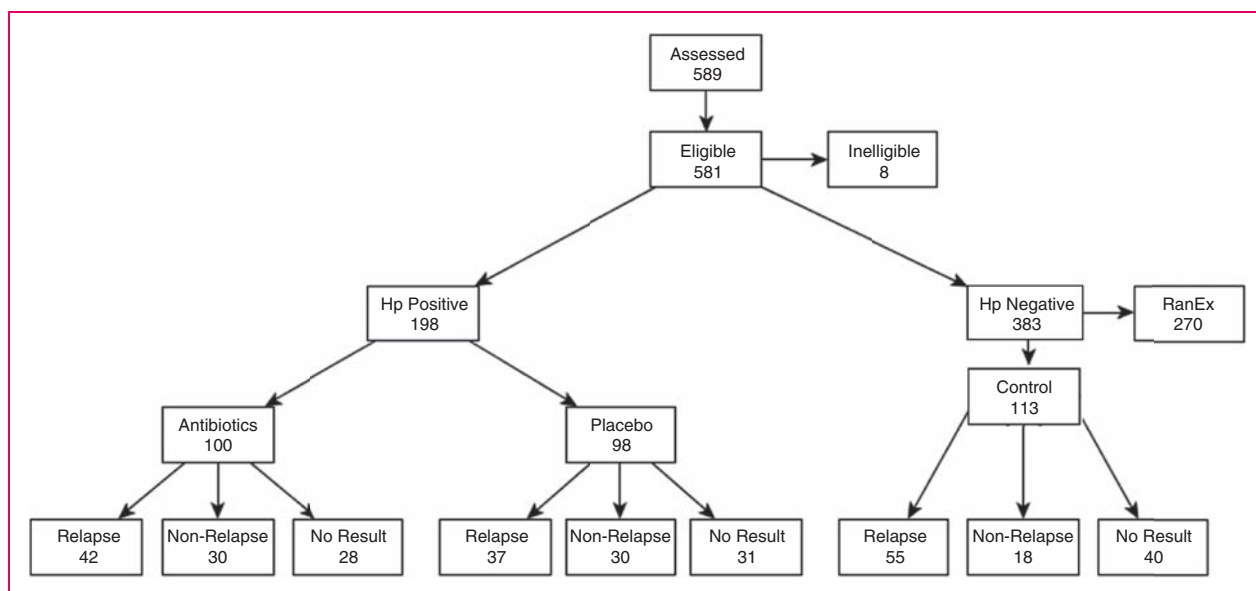 Assessed
589
Eligible
581
Inelligible
8
Hp Positive
198
Hp Negative
383
RanEx
270
Antibiotics
100
Placebo
98
Control
113
Relapse
42
Non-Relapse
30
No Result
28
Relapse
37
Non-Relapse
30
No Result
31
Relapse
55
Non-Relapse
18
No Result
40